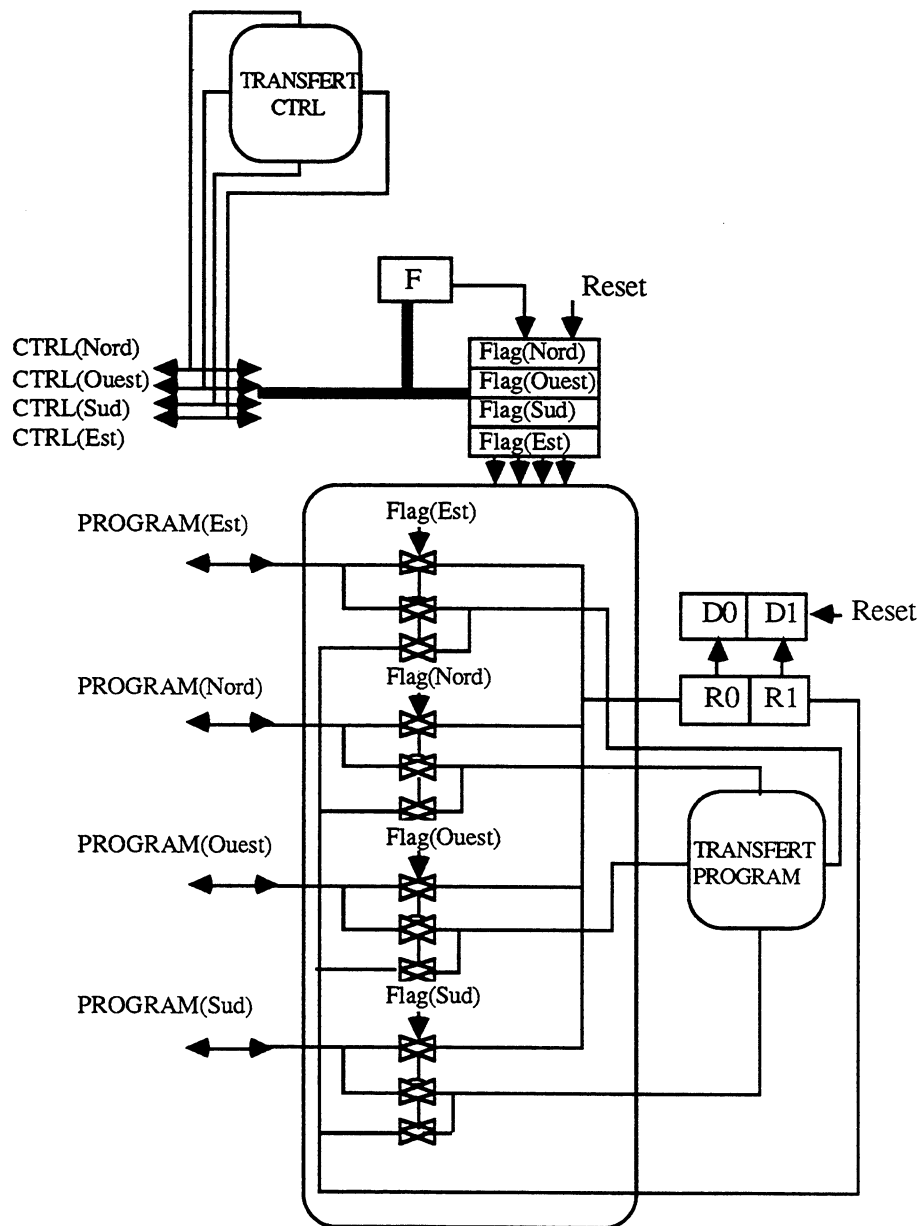 TRANSFERT
CTRL
F
Reset
CTRL(Nord)
CTRL(Ouest)
CTRL(Sud)
CTRL(Est)
Flag(Nord)
Flag(Ouest)
Flag(Sud)
Flag(Est)
PROGRAM(Est)
Flag(Est)
D0 D1
Reset
R0 R1
PROGRAM(Nord)
Flag(Nord)
PROGRAM(Ouest)
Flag(Ouest)
TRANSFERT
PROGRAM
PROGRAM(Sud)
Flag(Sud)